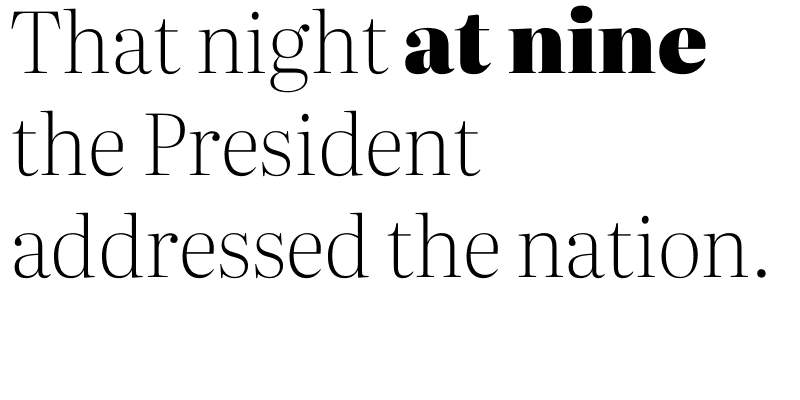 That night at nine
the President
addressed the nation.